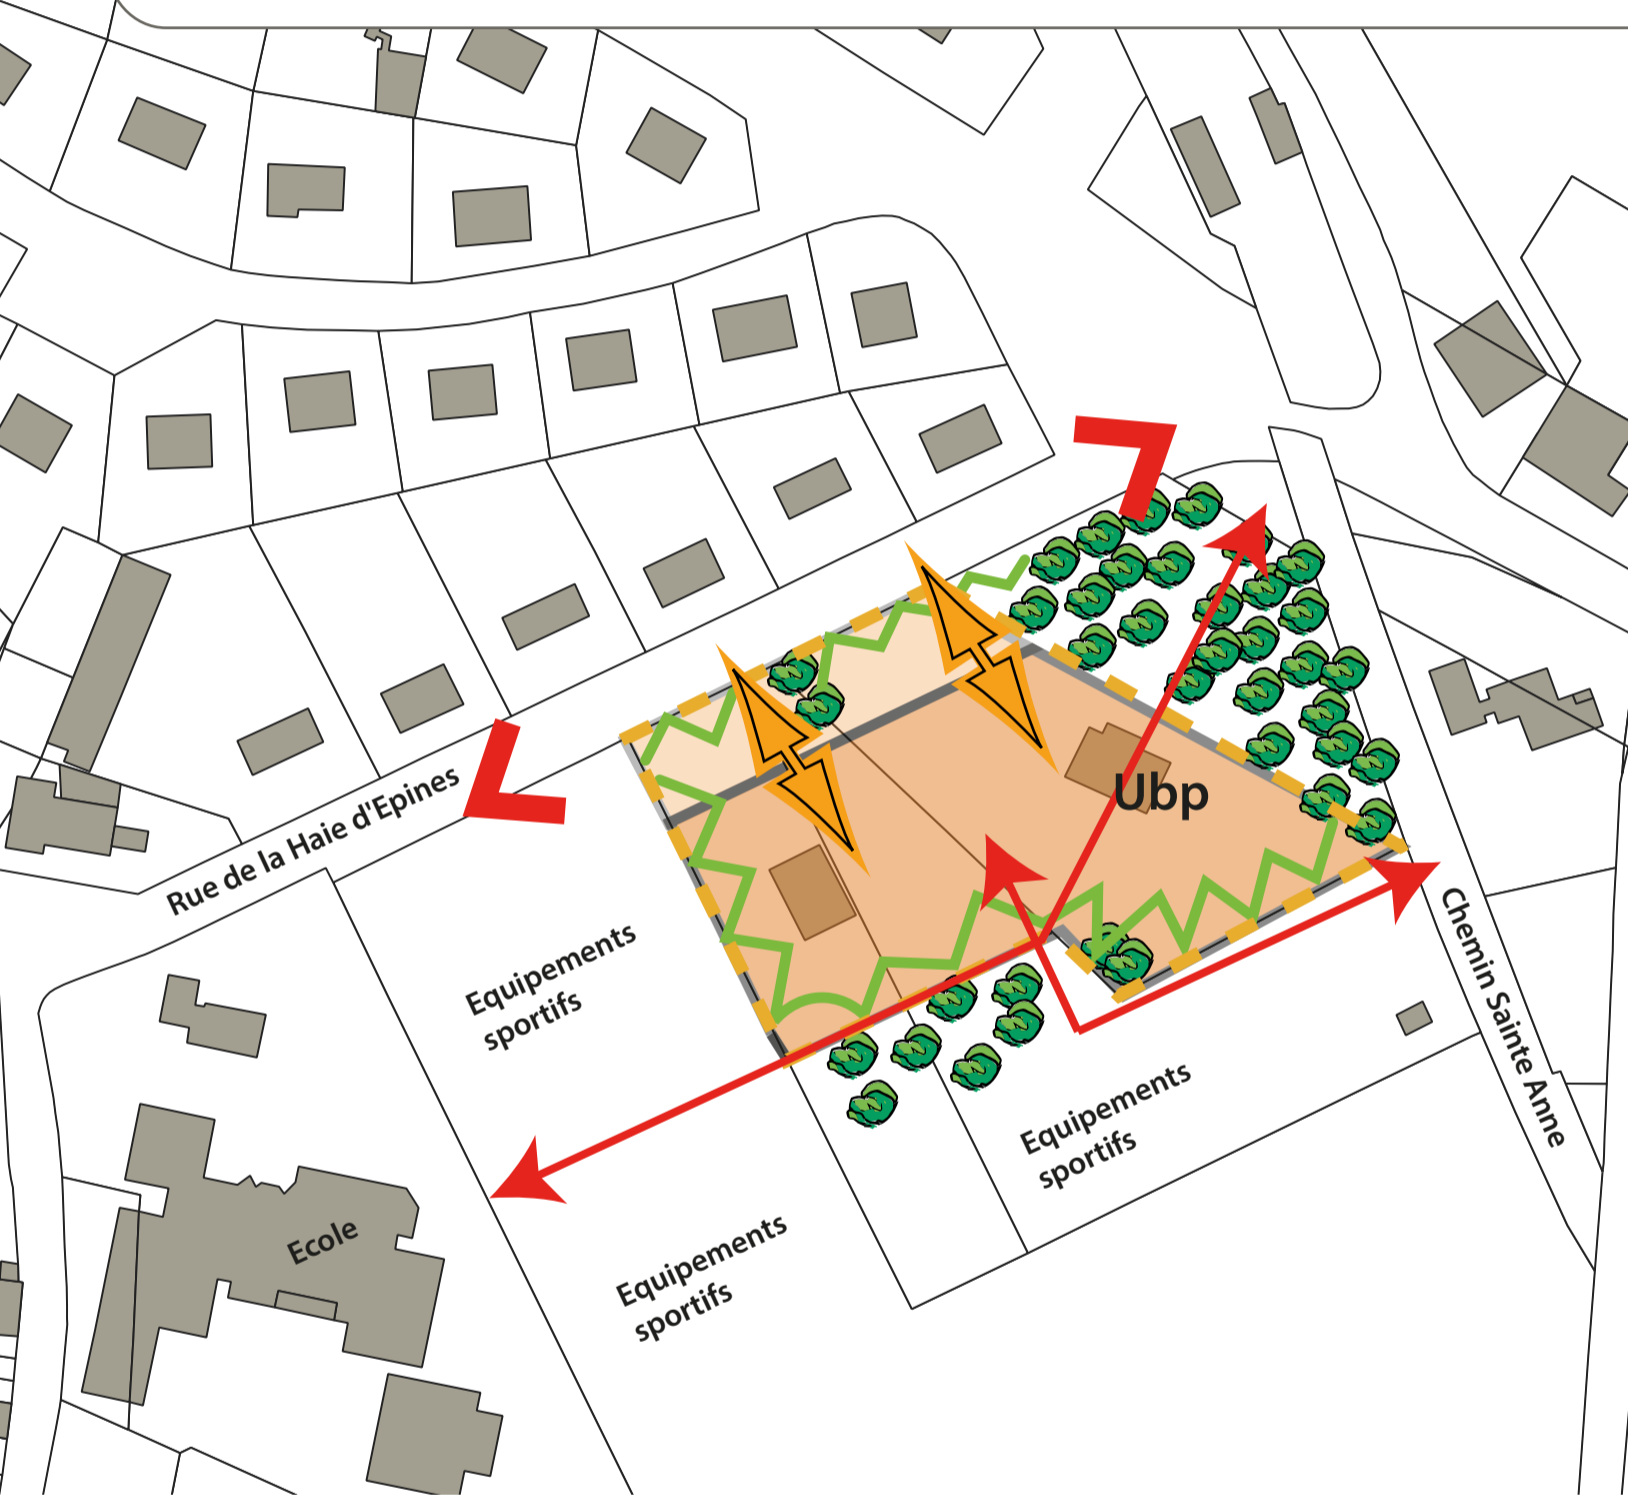 Ubp
Rue de la Haie d'Epines
Equipements
sportifs
Chemin Sainte Anne
Equipements
sportifs
Ecole
Equipements
sportifs